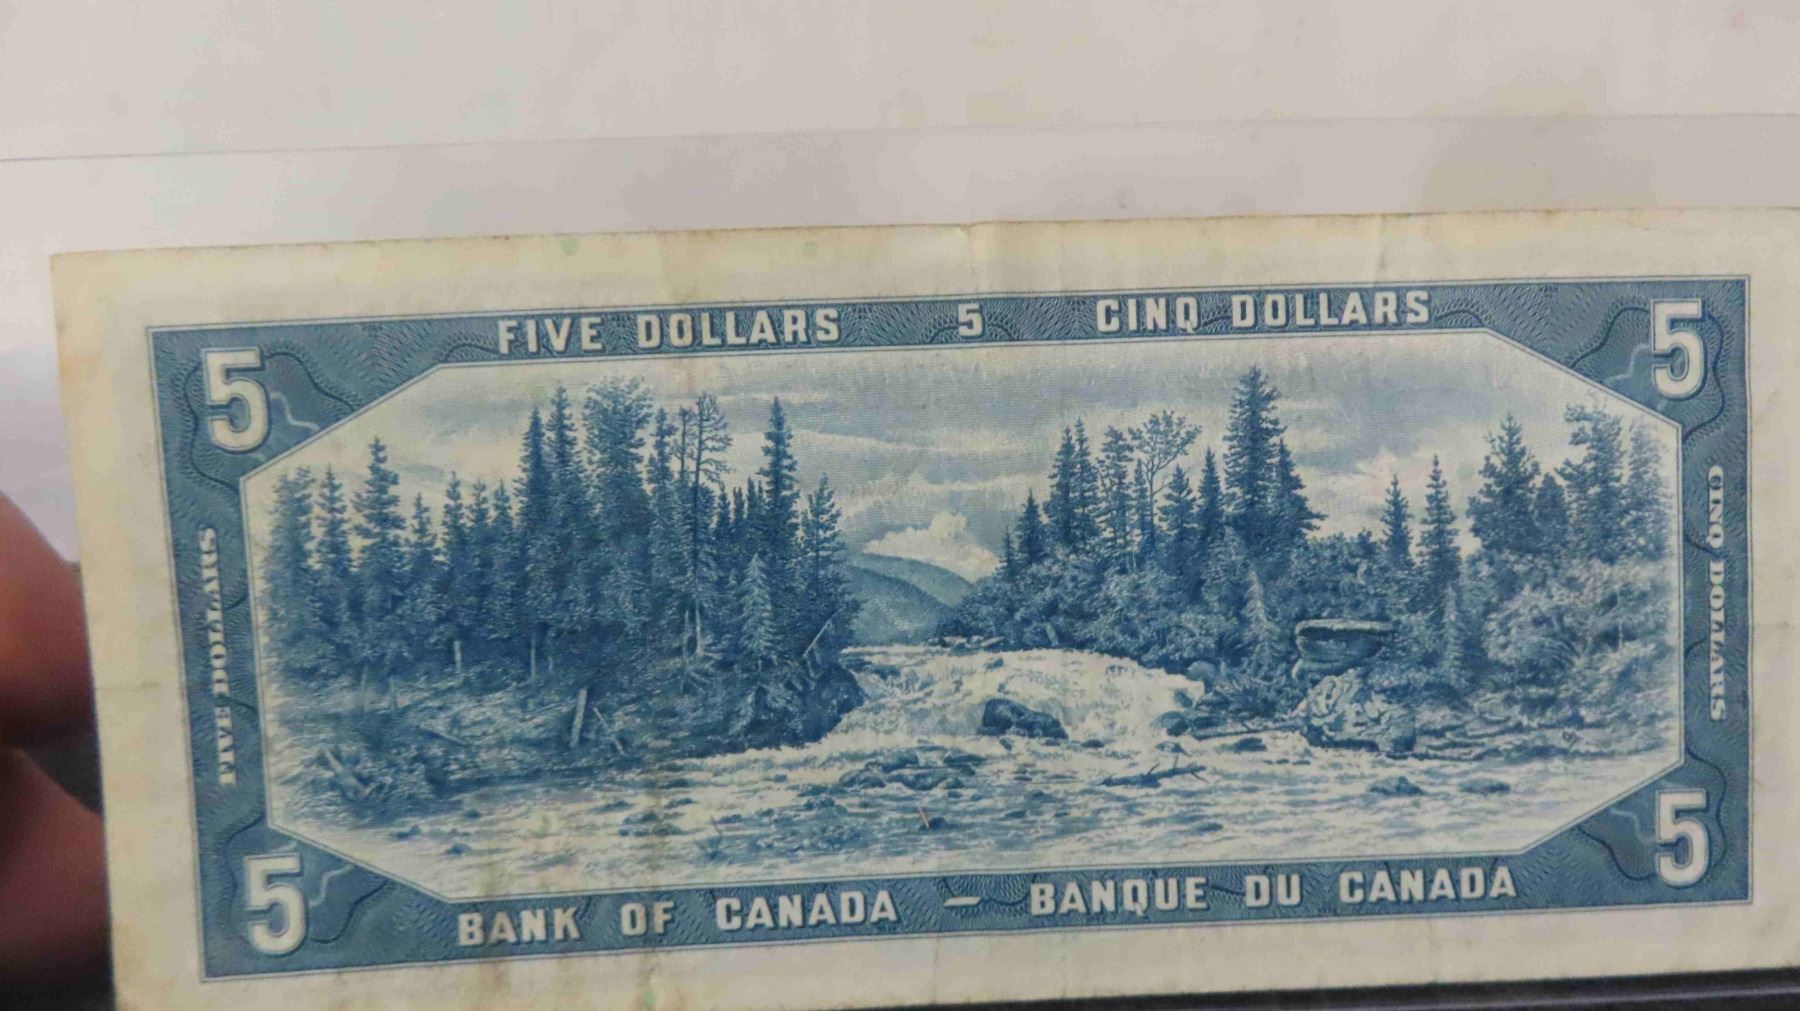 FIVE DOLLARS 5 CINQ DOLLARS
5 5
FIVE DOLLARS
CINQ DOLLARS
5 5
BANK OF CANADA – BANQUE DU CANADA